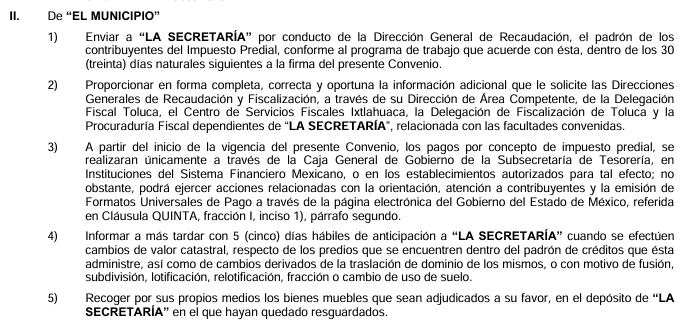 II. De “EL MUNICIPIO”
1) Enviar a “LA SECRETARÍA” por conducto de la Dirección General de Recaudación, el padrón de los
contribuyentes del Impuesto Predial, conforme al programa de trabajo que acuerde con ésta, dentro de los 30
(treinta) días naturales siguientes a la firma del presente Convenio.
2) Proporcionar en forma completa, correcta y oportuna la información adicional que le solicite las Direcciones
Generales de Recaudación y Fiscalización, a través de su Dirección de Área Competente, de la Delegación
Fiscal Toluca, el Centro de Servicios Fiscales Ixtlahuaca, la Delegación de Fiscalización de Toluca y la
Procuraduría Fiscal dependientes de “LA SECRETARÍA”, relacionada con las facultades convenidas.
3) A partir del inicio de la vigencia del presente Convenio, los pagos por concepto de impuesto predial, se
realizaran únicamente a través de la Caja General de Gobierno de la Subsecretaría de Tesorería, en
Instituciones del Sistema Financiero Mexicano, o en los establecimientos autorizados para tal efecto; no
obstante, podrá ejercer acciones relacionadas con la orientación, atención a contribuyentes y la emisión de
Formatos Universales de Pago a través de la página electrónica del Gobierno del Estado de México, referida
en Cláusula QUINTA, fracción I, inciso 1), párrafo segundo.
4) Informar a más tardar con 5 (cinco) días hábiles de anticipación a “LA SECRETARÍA” cuando se efectúen
cambios de valor catastral, respecto de los predios que se encuentren dentro del padrón de créditos que ésta
administre, así como de cambios derivados de la traslación de dominio de los mismos, o con motivo de fusión,
subdivisión, lotificación, relotificación, fracción o cambio de uso de suelo.
5) Recoger por sus propios medios los bienes muebles que sean adjudicados a su favor, en el depósito de “LA
SECRETARÍA” en el que hayan quedado resguardados.